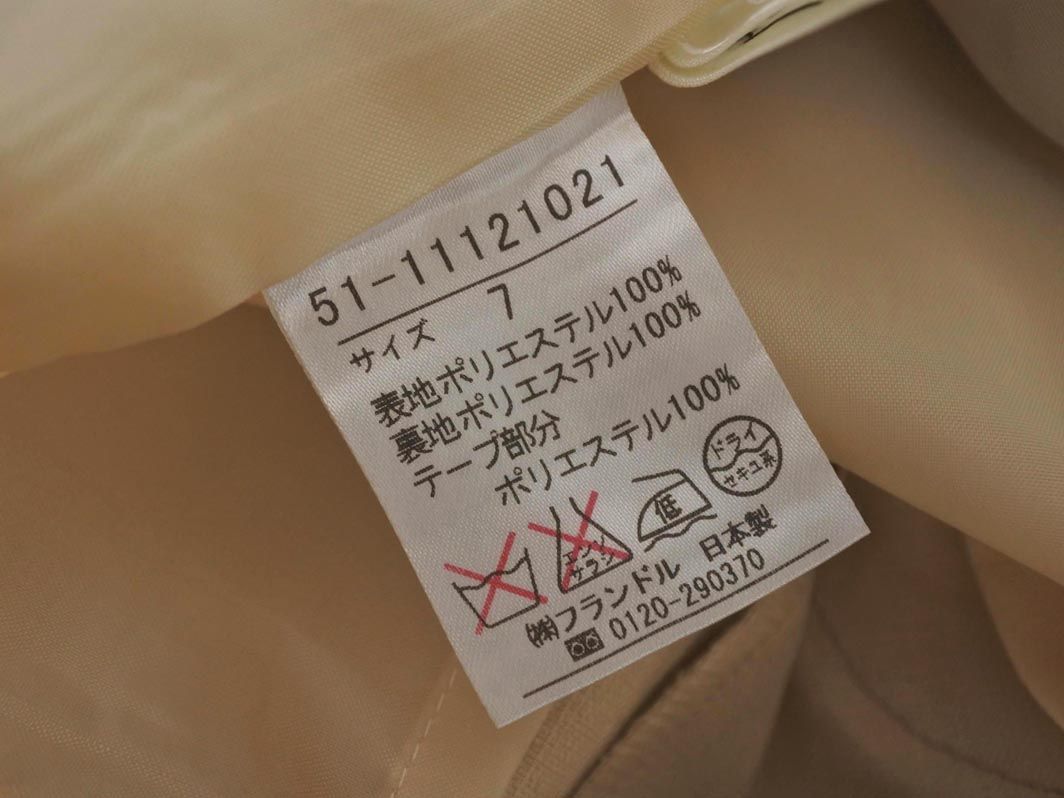 51-11121021
サイズ 7
表地ポリエステル100%
裏地ポリエステル100%
テープ部分
ポリエステル100%
エンソ
サラシ
低
ドライ
セキユ系
㈱フランドル 日本製
0120-290370